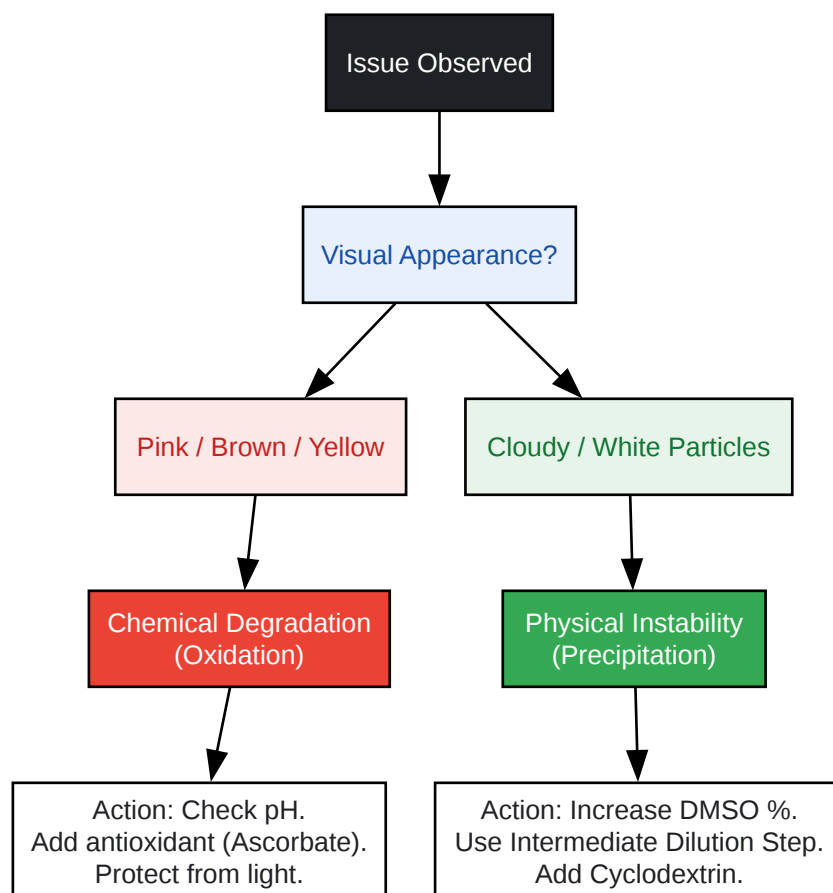 Issue Observed
Visual Appearance?
Pink / Brown / Yellow
Cloudy / White Particles
Chemical Degradation
(Oxidation)
Physical Instability
(Precipitation)
Action: Check pH.
Add antioxidant (Ascorbate).
Protect from light.
Action: Increase DMSO %.
Use Intermediate Dilution Step.
Add Cyclodextrin.